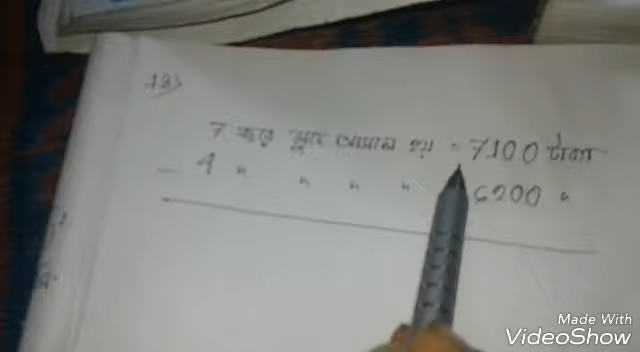 13>
7 বছরে সুদে আসলে হয় = 7100 টাকা
- 4 " " " " 6200 "
Made With
VideoShow